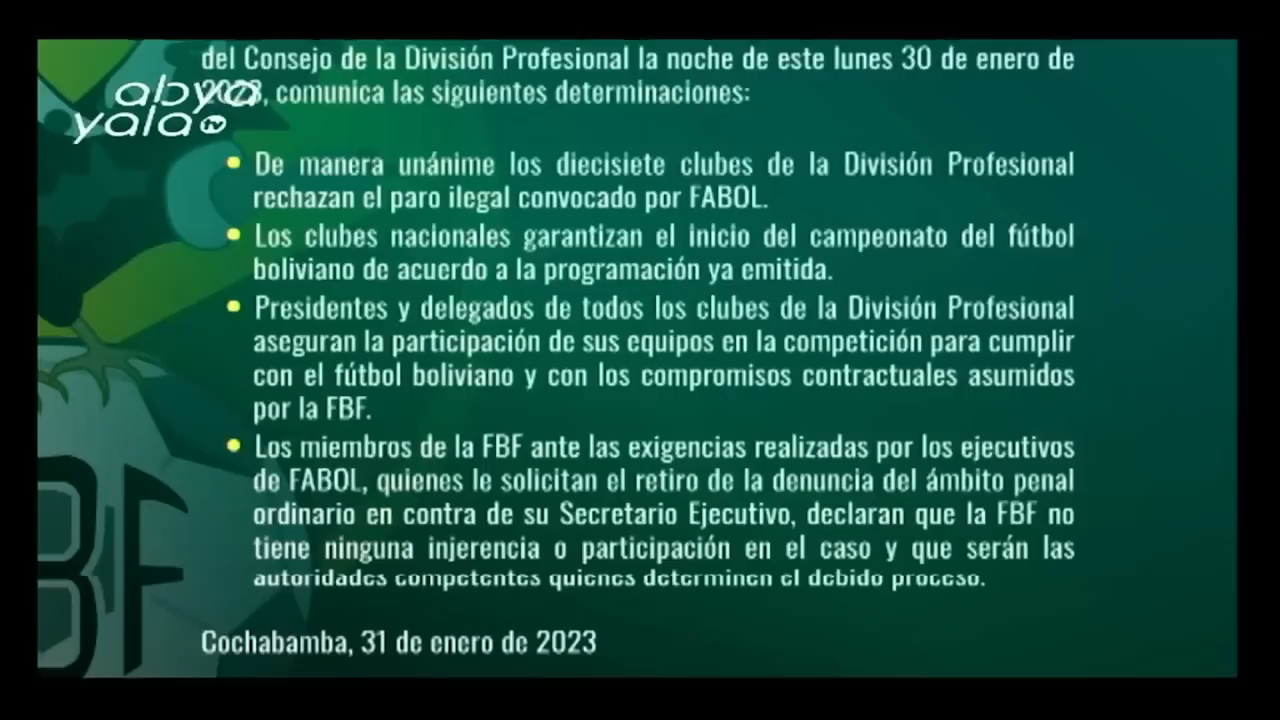 del Consejo de la División Profesional la noche de este lunes 30 de enero de
2023, comunica las siguientes determinaciones:
abya
yala tv
De manera unánime los diecisiete clubes de la División Profesional
rechazan el paro ilegal convocado por FABOL.
Los clubes nacionales garantizan el inicio del campeonato del fútbol
boliviano de acuerdo a la programación ya emitida.
Presidentes y delegados de todos los clubes de la División Profesional
aseguran la participación de sus equipos en la competición para cumplir
con el fútbol boliviano y con los compromisos contractuales asumidos
por la FBF.
Los miembros de la FBF ante las exigencias realizadas por los ejecutivos
de FABOL, quienes le solicitan el retiro de la denuncia del ámbito penal
ordinario en contra de su Secretario Ejecutivo, declaran que la FBF no
tiene ninguna injerencia o participación en el caso y que serán las
autoridades competentes quienes determinen el debido proceso.
Cochabamba, 31 de enero de 2023
BF